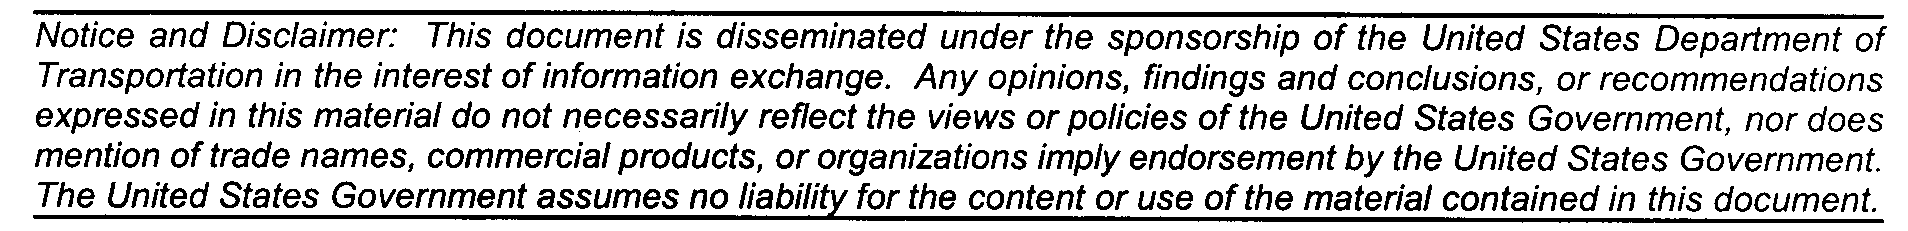 Notice and Disclaimer: This document is disseminated under the sponsorship of the United States Department of
Transportation in the interest of information exchange. Any opinions, findings and conclusions, or recommendations
expressed in this material do not necessarily reflect the views or policies of the United States Government, nor does
mention of trade names, commercial products, or organizations imply endorsement by the United States Government.
The United States Government assumes no liability for the content or use of the material contained in this document.